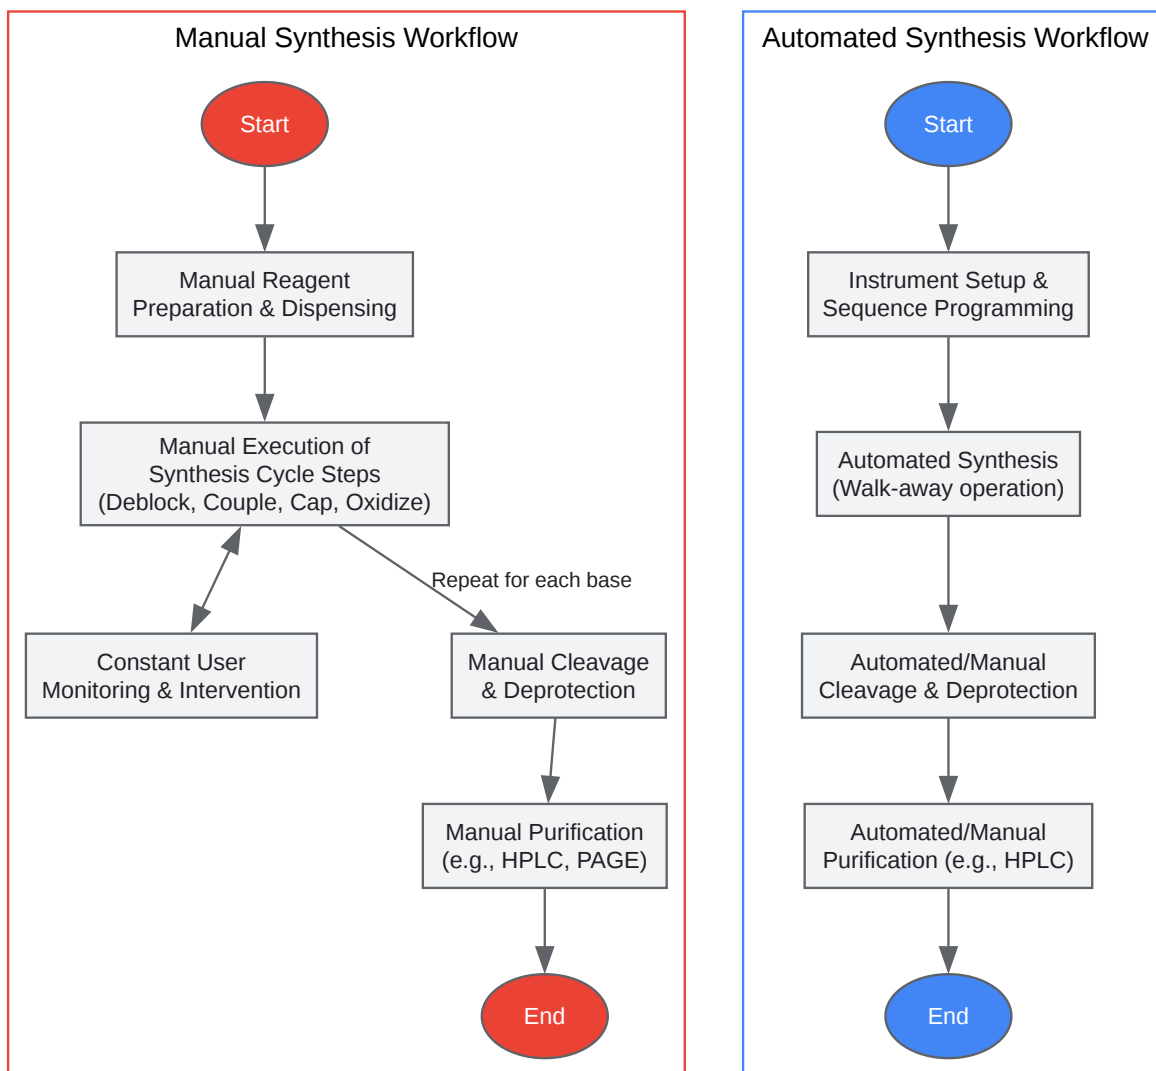 Manual Synthesis Workflow
Start
Manual Reagent
Preparation & Dispensing
Manual Execution of
Synthesis Cycle Steps
(Deblock, Couple, Cap, Oxidize)
Repeat for each base
Constant User
Monitoring & Intervention
Manual Cleavage
& Deprotection
Manual Purification
(e.g., HPLC, PAGE)
End
Automated Synthesis Workflow
Start
Instrument Setup &
Sequence Programming
Automated Synthesis
(Walk-away operation)
Automated/Manual
Cleavage & Deprotection
Automated/Manual
Purification (e.g., HPLC)
End